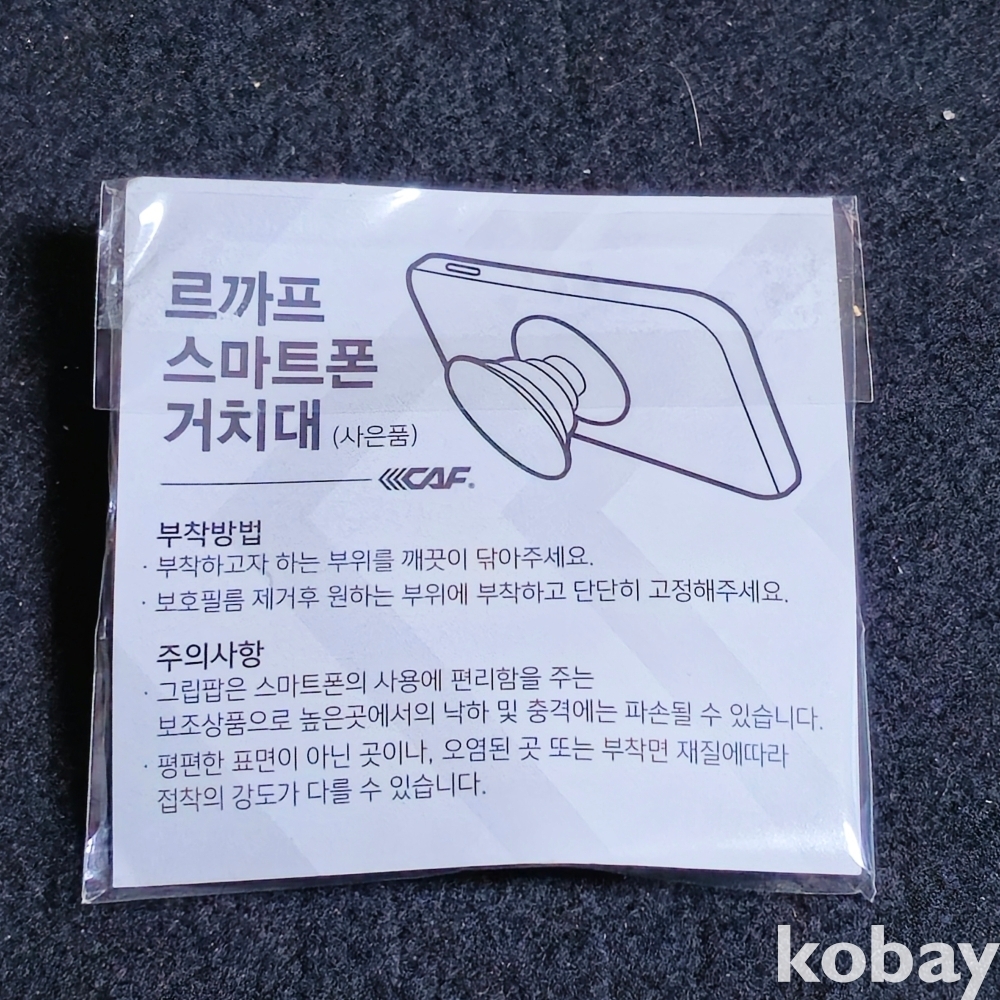 르까프
스마트폰
거치대 (사은품)
CAF
부착방법
· 부착하고자 하는 부위를 깨끗이 닦아주세요.
· 보호필름 제거후 원하는 부위에 부착하고 단단히 고정해주세요.
주의사항
· 그립팝은 스마트폰의 사용에 편리함을 주는
보조상품으로 높은곳에서의 낙하 및 충격에는 파손될 수 있습니다.
· 평편한 표면이 아닌 곳이나, 오염된 곳 또는 부착면 재질에따라
접착의 강도가 다를 수 있습니다.
kobay